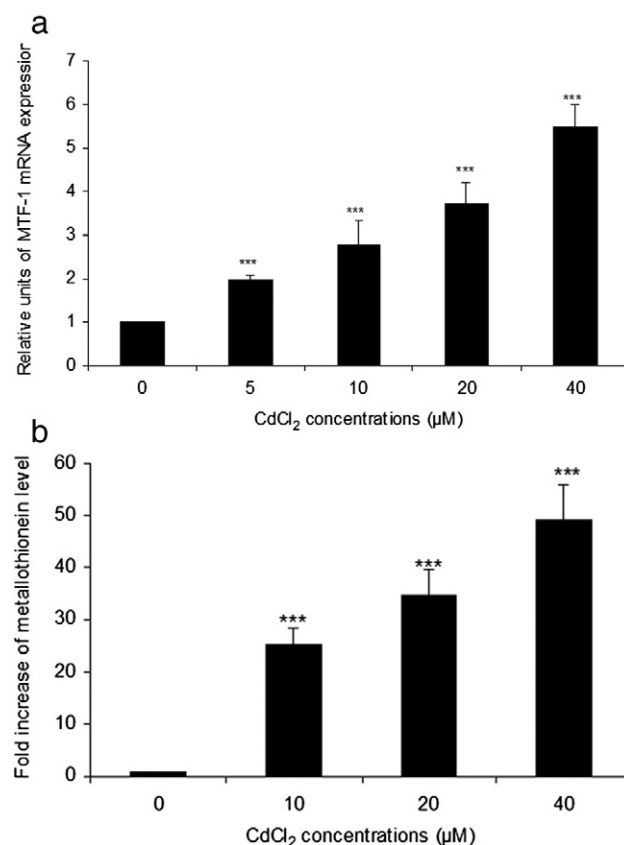 a
Relative units of MTF-1 mRNA expression
7
6
5
4
3
2
1
0
***
***
***
***
0 5 10 20 40
CdCl₂ concentrations (µM)
b
Fold increase of metallothionein level
60
50
40
30
20
10
0
***
***
***
0 10 20 40
CdCl₂ concentrations (µM)